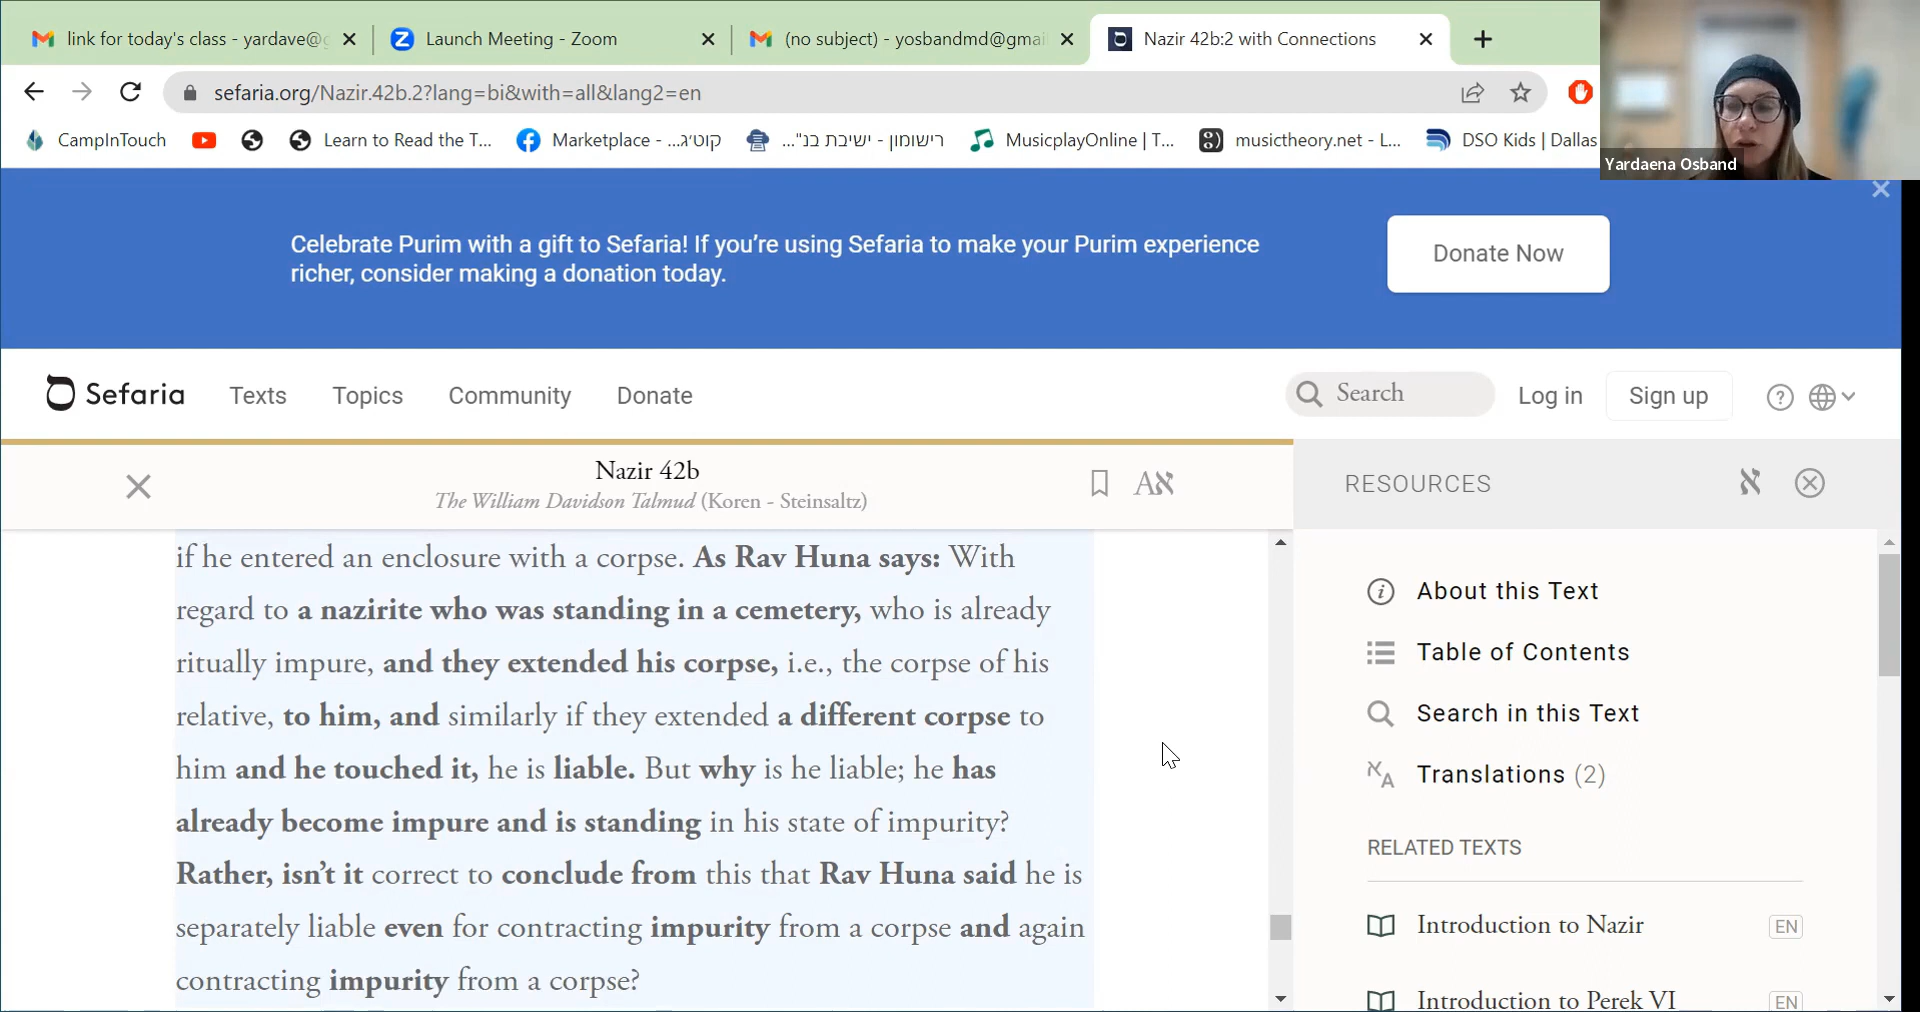 link for today's class - yardave@g
Launch Meeting - Zoom
(no subject) - yosbandmd@gmai
Nazir 42b:2 with Connections
sefaria.org/Nazir.42b.2?lang=bi&with=all&lang2=en
CampInTouch
Learn to Read the T...
Marketplace - ...קוטג'
רישומון - ישיבת בנ"...
MusicplayOnline | T...
musictheory.net - L...
DSO Kids | Dallas
Yardaena Osband
Celebrate Purim with a gift to Sefaria! If you're using Sefaria to make your Purim experience
richer, consider making a donation today.
Donate Now
Sefaria
Texts
Topics
Community
Donate
Search
Log in
Sign up
Nazir 42b
The William Davidson Talmud (Koren - Steinsaltz)
Aא
RESOURCES
א
if he entered an enclosure with a corpse. As Rav Huna says: With
regard to a nazirite who was standing in a cemetery, who is already
ritually impure, and they extended his corpse, i.e., the corpse of his
relative, to him, and similarly if they extended a different corpse to
him and he touched it, he is liable. But why is he liable; he has
already become impure and is standing in his state of impurity?
Rather, isn't it correct to conclude from this that Rav Huna said he is
separately liable even for contracting impurity from a corpse and again
contracting impurity from a corpse?
About this Text
Table of Contents
Search in this Text
Translations (2)
RELATED TEXTS
Introduction to Nazir
EN
Introduction to Perek VI
EN